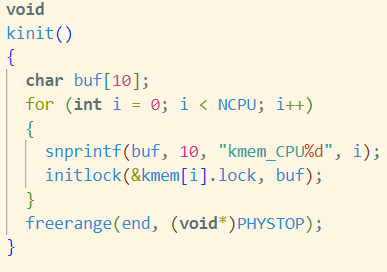 void
kinit()
{
  char buf[10];
  for (int i = 0; i < NCPU; i++)
  {
    snprintf(buf, 10, "kmem_CPU%d", i);
    initlock(&kmem[i].lock, buf);
  }
  freerange(end, (void*)PHYSTOP);
}